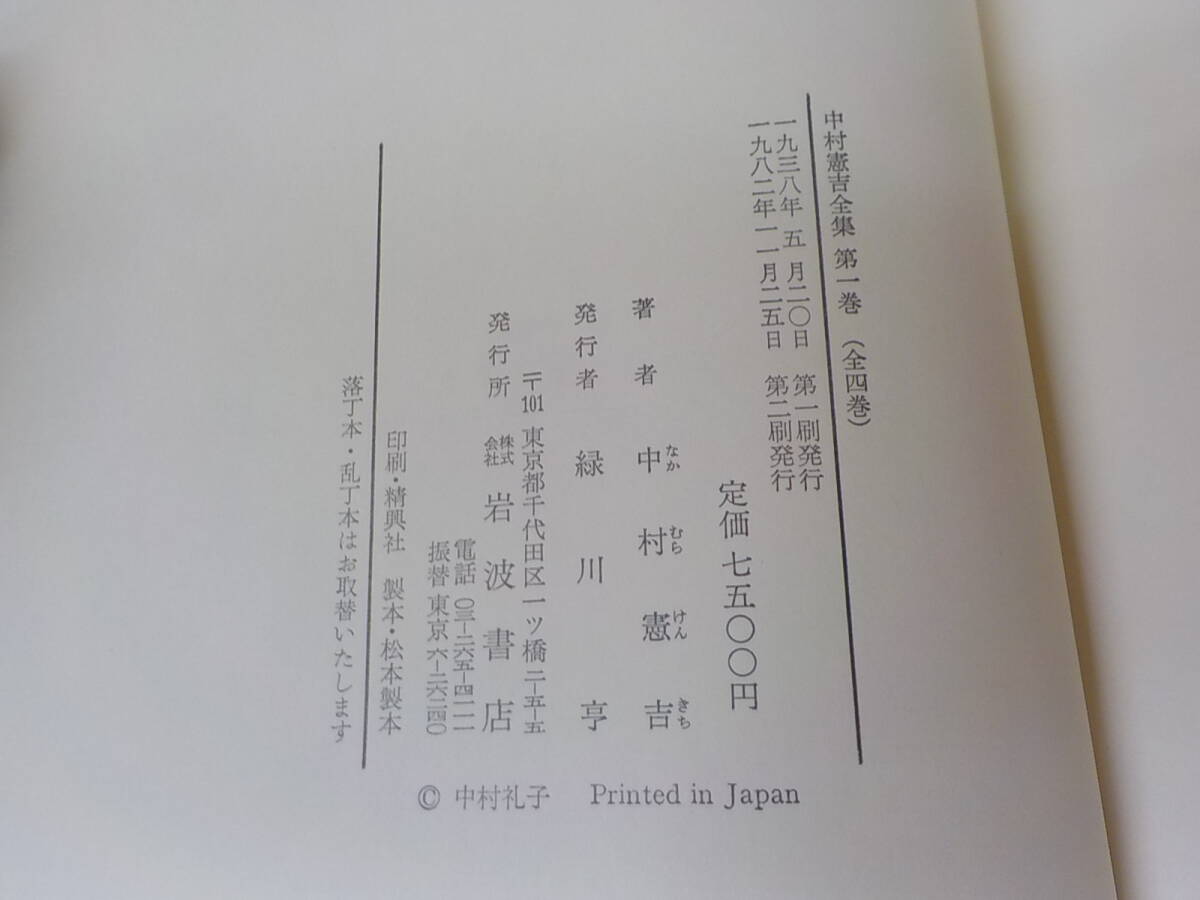 中村憲吉全集 第一巻 （全四巻）
一九三八年 五 月二〇日 第一刷発行
一九八二年一一月二五日 第二刷発行
定価 七五〇〇円
著者 中村憲吉
なかむらけんきち
発行者 緑川亨
〒101 東京都千代田区一ツ橋二-五-五
発行所 株式会社 岩波書店
電話 〇三-二六五-四一一一
振替 東京 六-二六二四〇
印刷・精興社 製本・松本製本
落丁本・乱丁本はお取替いたします
© 中村礼子 Printed in Japan